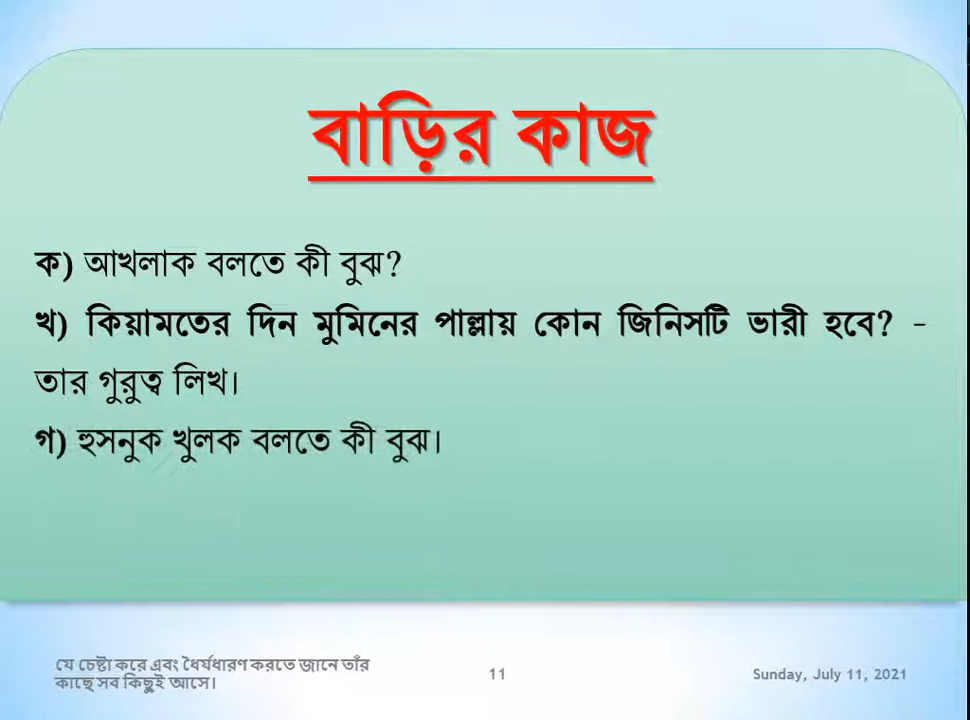 বাড়ির কাজ
ক) আখলাক বলতে কী বুঝ?
খ) কিয়ামতের দিন মুমিনের পাল্লায় কোন জিনিসটি ভারী হবে? -
তার গুরুত্ব লিখ।
গ) হুসনুক খুলক বলতে কী বুঝ।
যে চেষ্টা করে এবং ধৈর্যধারণ করতে জানে তাঁর
কাছে সব কিছুই আসে।
11
Sunday, July 11, 2021